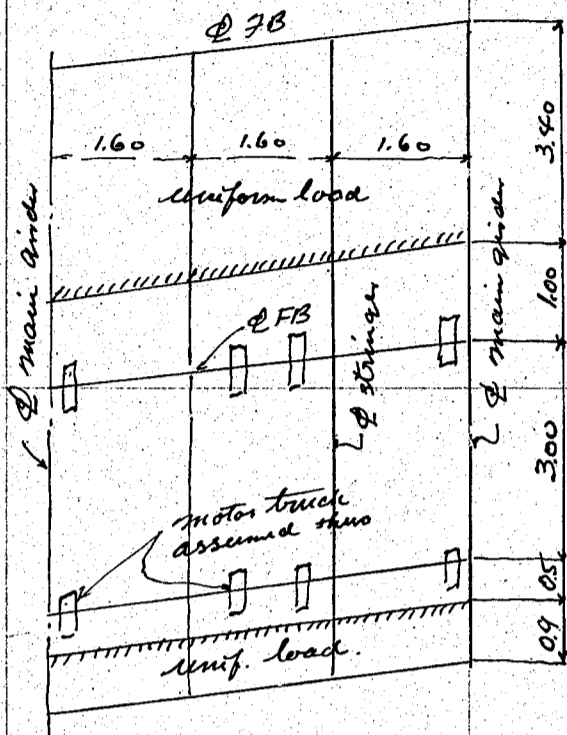 ℄ FB
1.60 1.60 1.60
3.40
uniform load
℄ main girder
℄ FB
℄ stringer
℄ main girder
1.00
3.00
motor truck
assumed thus
0.5
0.9
unif. load.